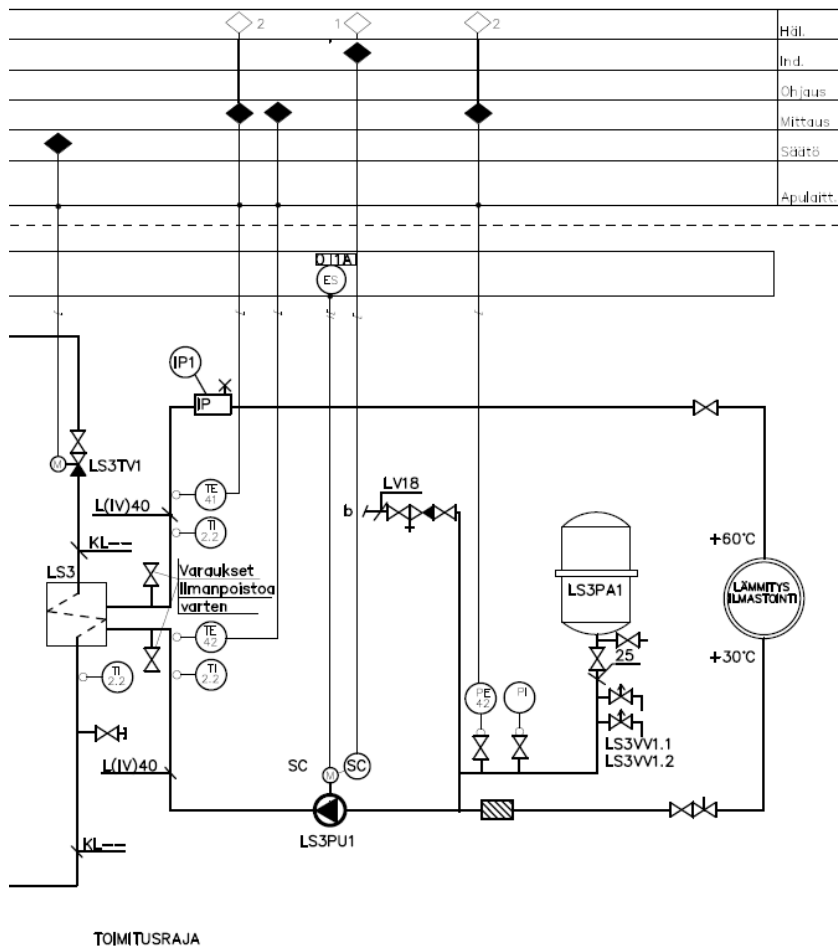 2
1
2
Häl.
Ind.
Ohjaus
Mittaus
Säätö
Apulaitt.
ES
IP1
IP
M
LS3TV1
TE
41
LV18
L(IV)40
TI
2.2
b
KL--
+60°C
LS3
Varaukset
Ilmanpoistoa
varten
LS3PA1
LÄMMITYS
ILMASTOINTI
TE
42
+30°C
25
TI
2.2
TI
2.2
PE
42
PI
LS3VV1.1
LS3VV1.2
L(IV)40
SC
M
SC
LS3PU1
KL--
TOIMITUSRAJA